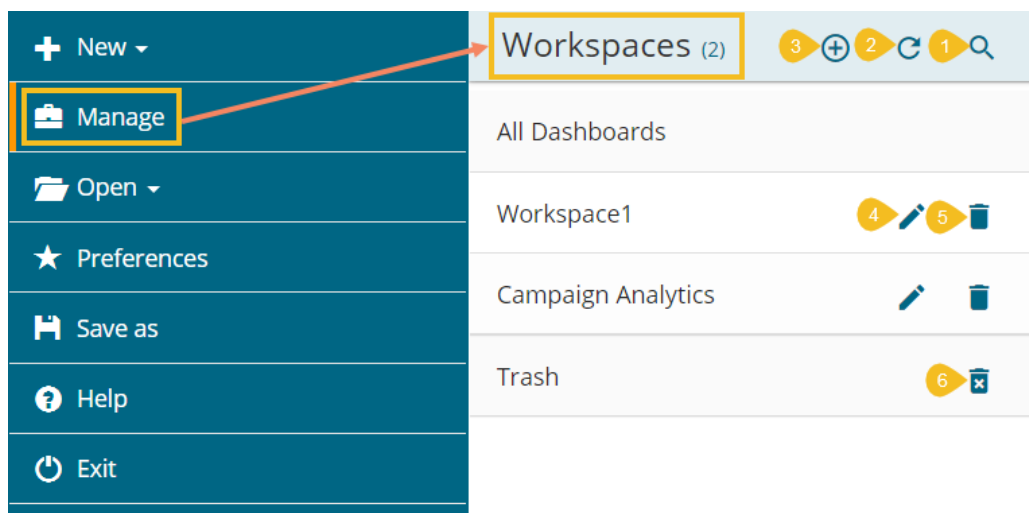 New
Manage
Open
Preferences
Save as
Help
Exit
Workspaces (2)
3 2 1
All Dashboards
Workspace1 4 5
Campaign Analytics
Trash 6